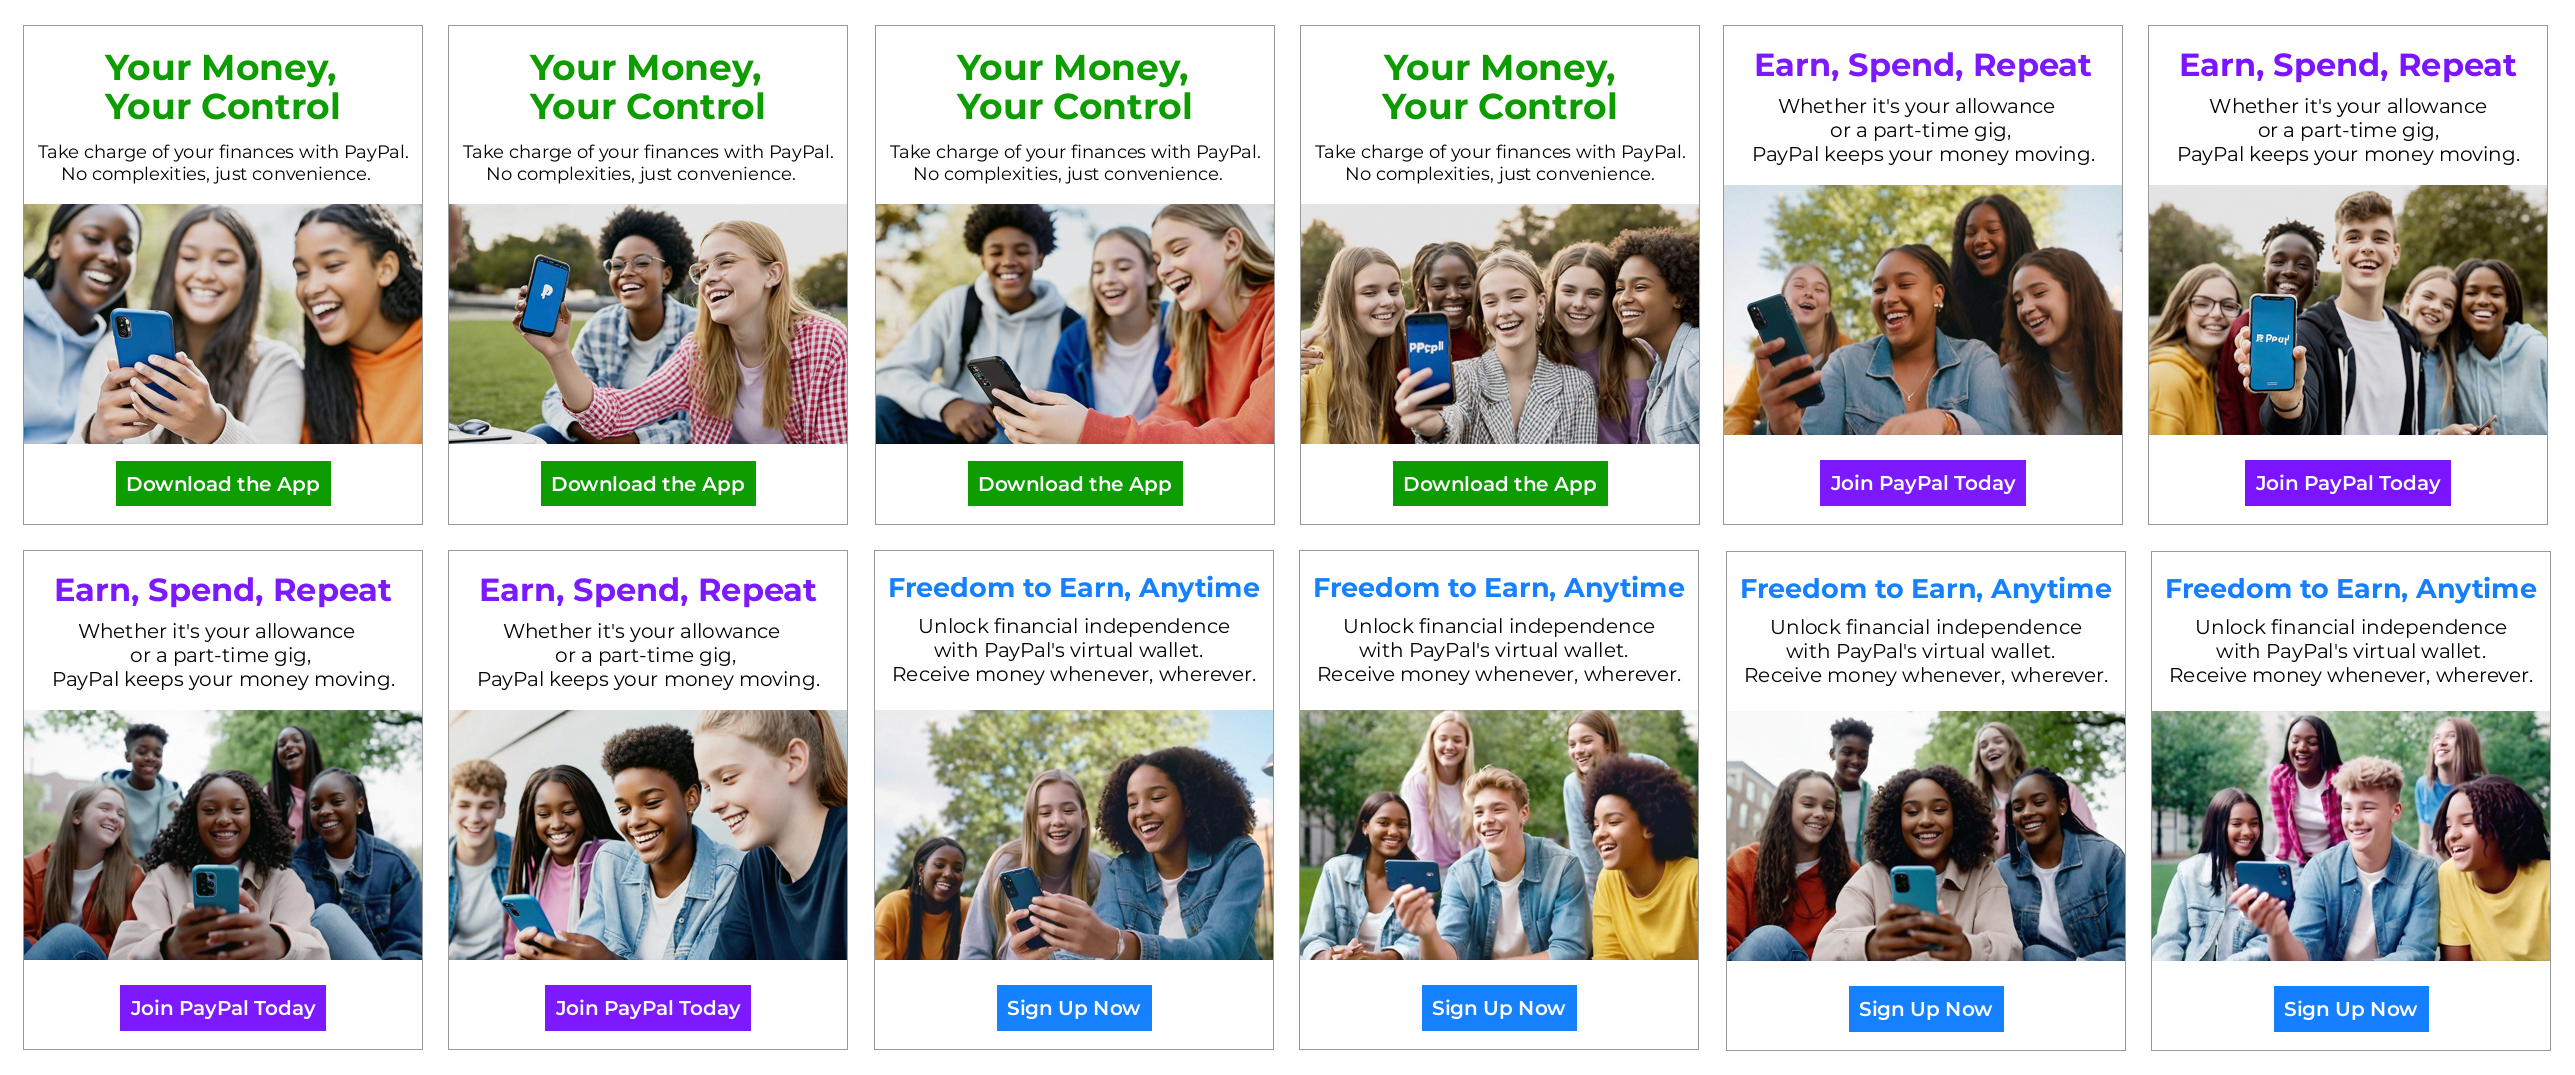 Your Money,
Your Control
Take charge of your finances with PayPal.
No complexities, just convenience.
Download the App
Your Money,
Your Control
Take charge of your finances with PayPal.
No complexities, just convenience.
P
Download the App
Your Money,
Your Control
Take charge of your finances with PayPal.
No complexities, just convenience.
Download the App
Your Money,
Your Control
Take charge of your finances with PayPal.
No complexities, just convenience.
Download the App
Earn, Spend, Repeat
Whether it's your allowance
or a part-time gig,
PayPal keeps your money moving.
Join PayPal Today
Earn, Spend, Repeat
Whether it's your allowance
or a part-time gig,
PayPal keeps your money moving.
Join PayPal Today
Earn, Spend, Repeat
Whether it's your allowance
or a part-time gig,
PayPal keeps your money moving.
Join PayPal Today
Earn, Spend, Repeat
Whether it's your allowance
or a part-time gig,
PayPal keeps your money moving.
Join PayPal Today
Freedom to Earn, Anytime
Unlock financial independence
with PayPal's virtual wallet.
Receive money whenever, wherever.
Sign Up Now
Freedom to Earn, Anytime
Unlock financial independence
with PayPal's virtual wallet.
Receive money whenever, wherever.
Sign Up Now
Freedom to Earn, Anytime
Unlock financial independence
with PayPal's virtual wallet.
Receive money whenever, wherever.
Sign Up Now
Freedom to Earn, Anytime
Unlock financial independence
with PayPal's virtual wallet.
Receive money whenever, wherever.
Sign Up Now